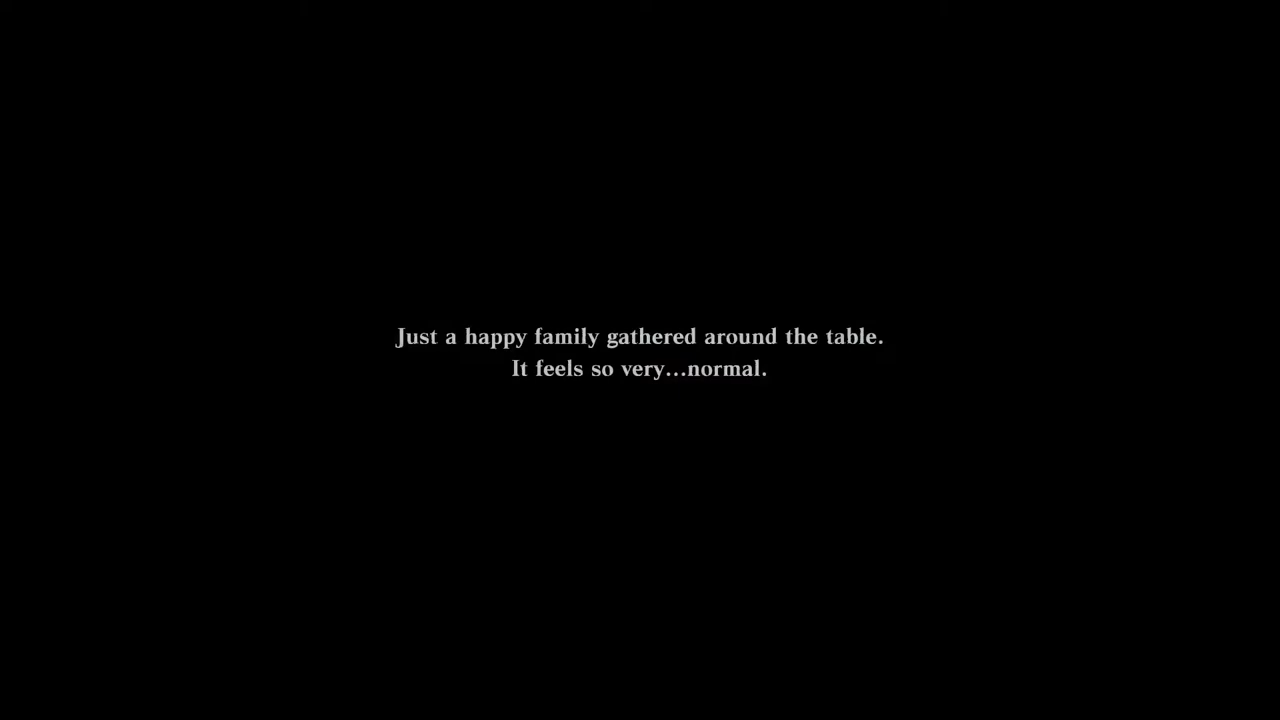 Just a happy family gathered around the table.
It feels so very…normal.